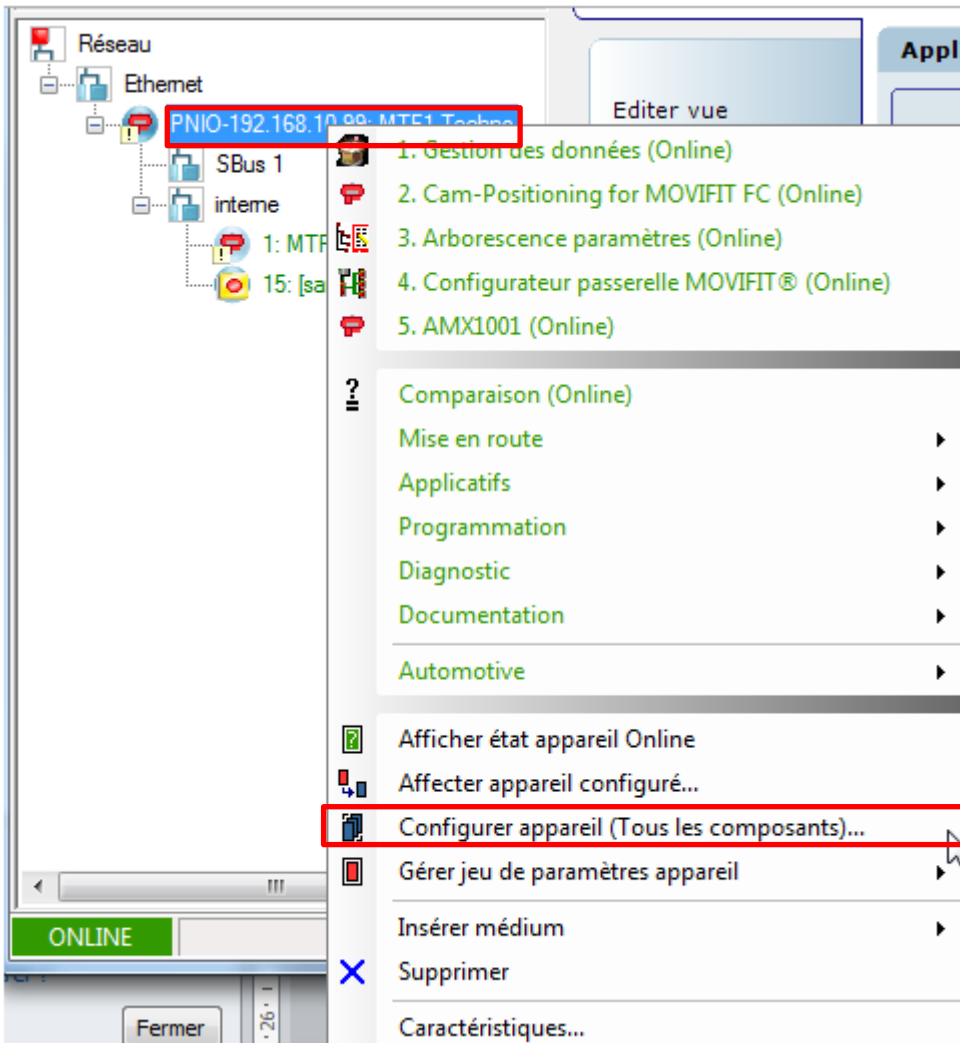 Réseau
Ethernet
PNIO-192.168.10.99: MTF1 Techno
SBus 1
interne
1: MTF
15: [sa
Editer vue
Appl
1. Gestion des données (Online)
2. Cam-Positioning for MOVIFIT FC (Online)
3. Arborescence paramètres (Online)
4. Configurateur passerelle MOVIFIT® (Online)
5. AMX1001 (Online)
Comparaison (Online)
Mise en route
Applicatifs
Programmation
Diagnostic
Documentation
Automotive
Afficher état appareil Online
Affecter appareil configuré...
Configurer appareil (Tous les composants)...
Gérer jeu de paramètres appareil
Insérer médium
Supprimer
Caractéristiques...
ONLINE
Fermer
26